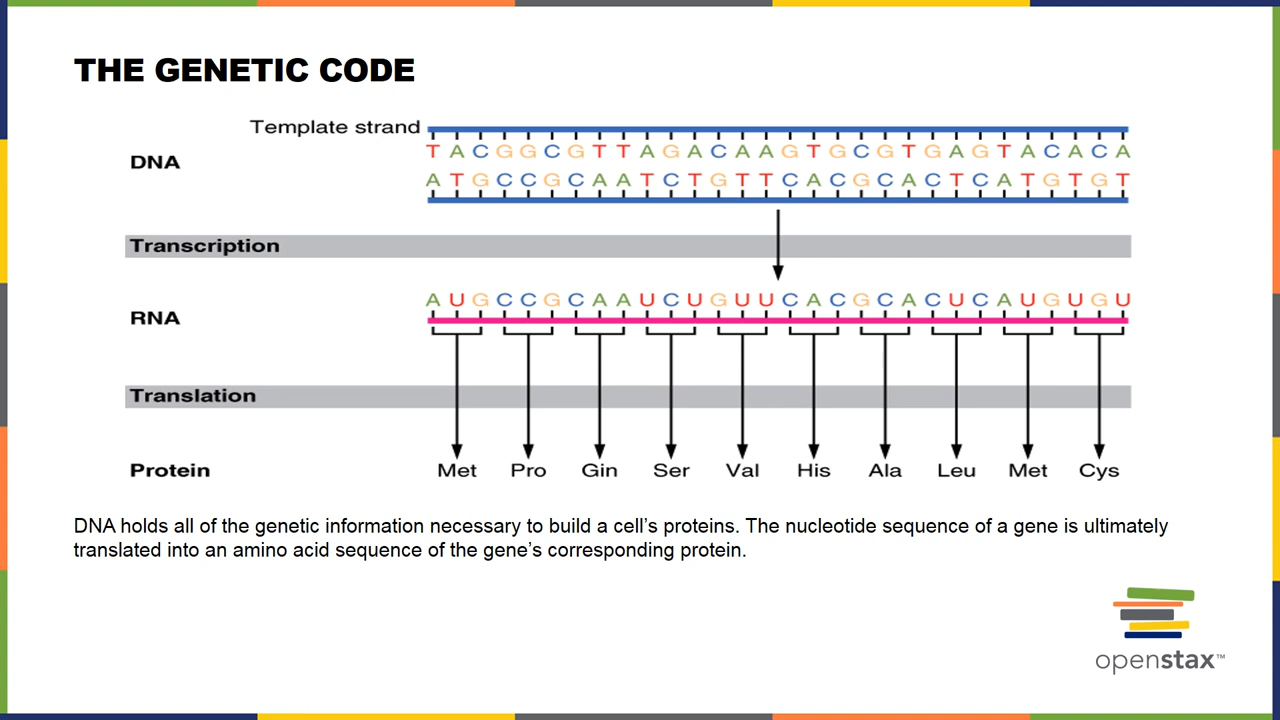 THE GENETIC CODE
Template strand
DNA
T A C G G C G T T A G A C A A G T G C G T G A G T A C A C A
A T G C C G C A A T C T G T T C A C G C A C T C A T G T G T
Transcription
A U G C C G C A A U C U G U U C A C G C A C U C A U G U G U
RNA
Translation
Protein Met Pro Gin Ser Val His Ala Leu Met Cys
DNA holds all of the genetic information necessary to build a cell’s proteins. The nucleotide sequence of a gene is ultimately
translated into an amino acid sequence of the gene’s corresponding protein.
openstax™